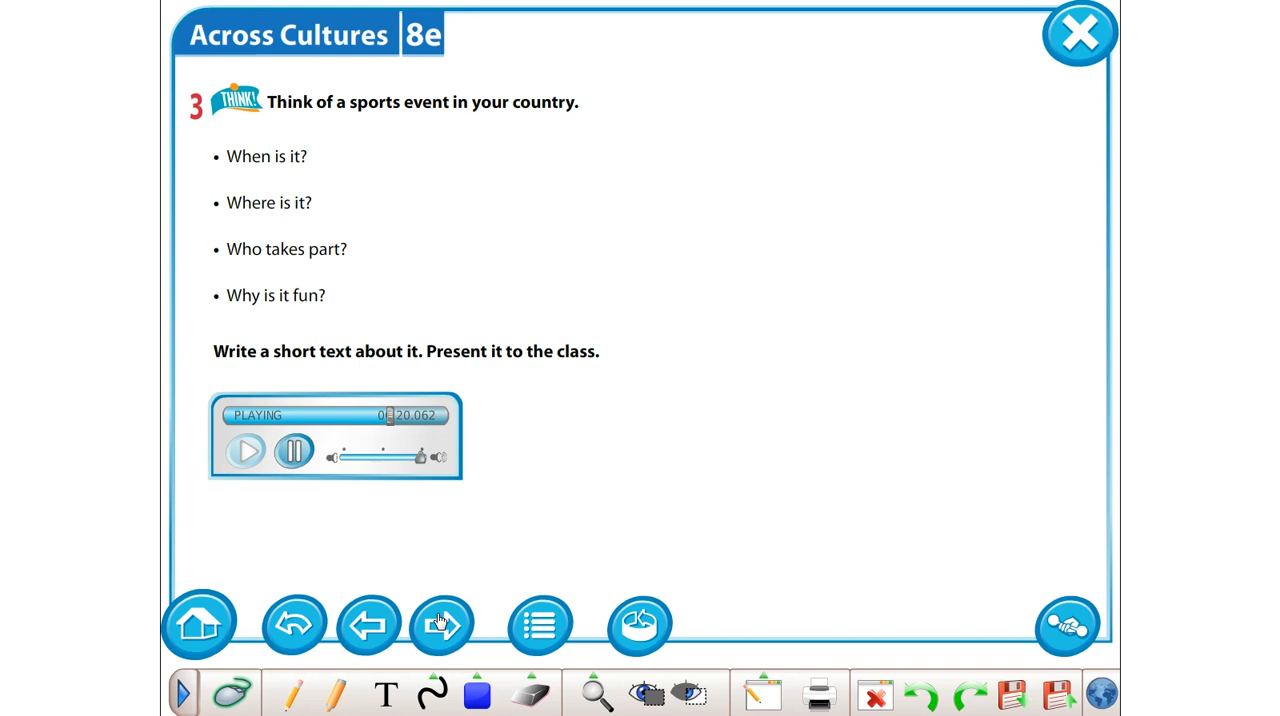 Across Cultures 8e
3 THINK! Think of a sports event in your country.
• When is it?
• Where is it?
• Who takes part?
• Why is it fun?
Write a short text about it. Present it to the class.
PLAYING 0 20.062
T